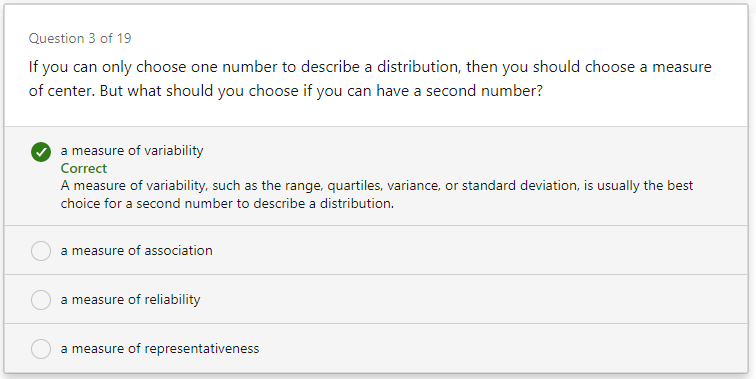 Question 3 of 19
If you can only choose one number to describe a distribution, then you should choose a measure
of center. But what should you choose if you can have a second number?
a measure of variability
Correct
A measure of variability, such as the range, quartiles, variance, or standard deviation, is usually the best
choice for a second number to describe a distribution.
a measure of association
a measure of reliability
a measure of representativeness